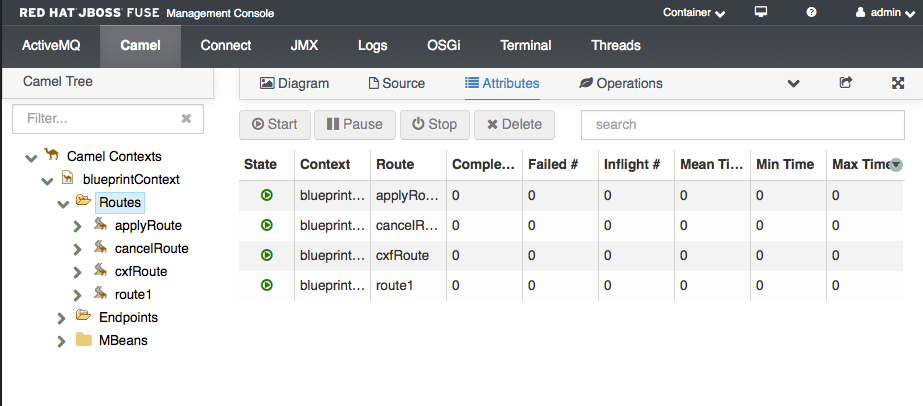 RED HAT JBOSS FUSE Management Console Container admin
ActiveMQ Camel Connect JMX Logs OSGi Terminal Threads
Camel Tree
Filter...
Camel Contexts
blueprintContext
Routes
applyRoute
cancelRoute
cxfRoute
route1
Endpoints
MBeans
Diagram Source Attributes Operations
Start Pause Stop Delete search
State Context Route Comple... Failed # Inflight # Mean Ti... Min Time Max Time
blueprint... applyRo... 0 0 0 0 0 0
blueprint... cancelR... 0 0 0 0 0 0
blueprint... cxfRoute 0 0 0 0 0 0
blueprint... route1 0 0 0 0 0 0